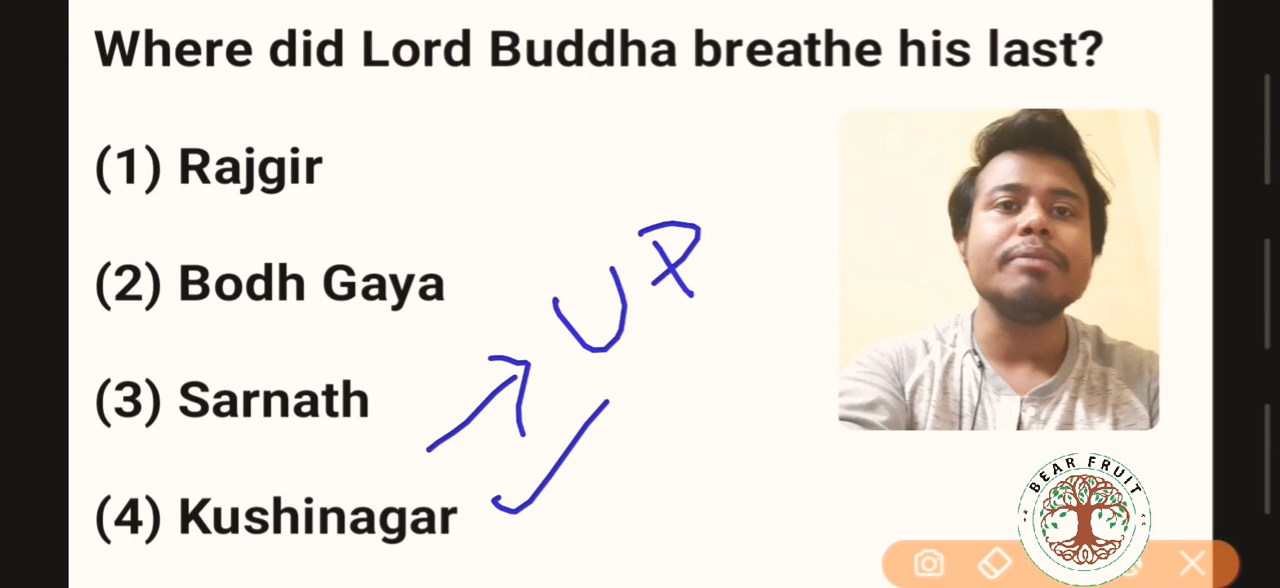 Where did Lord Buddha breathe his last?
(1) Rajgir
(2) Bodh Gaya
UP
(3) Sarnath
(4) Kushinagar
BEAR FRUIT